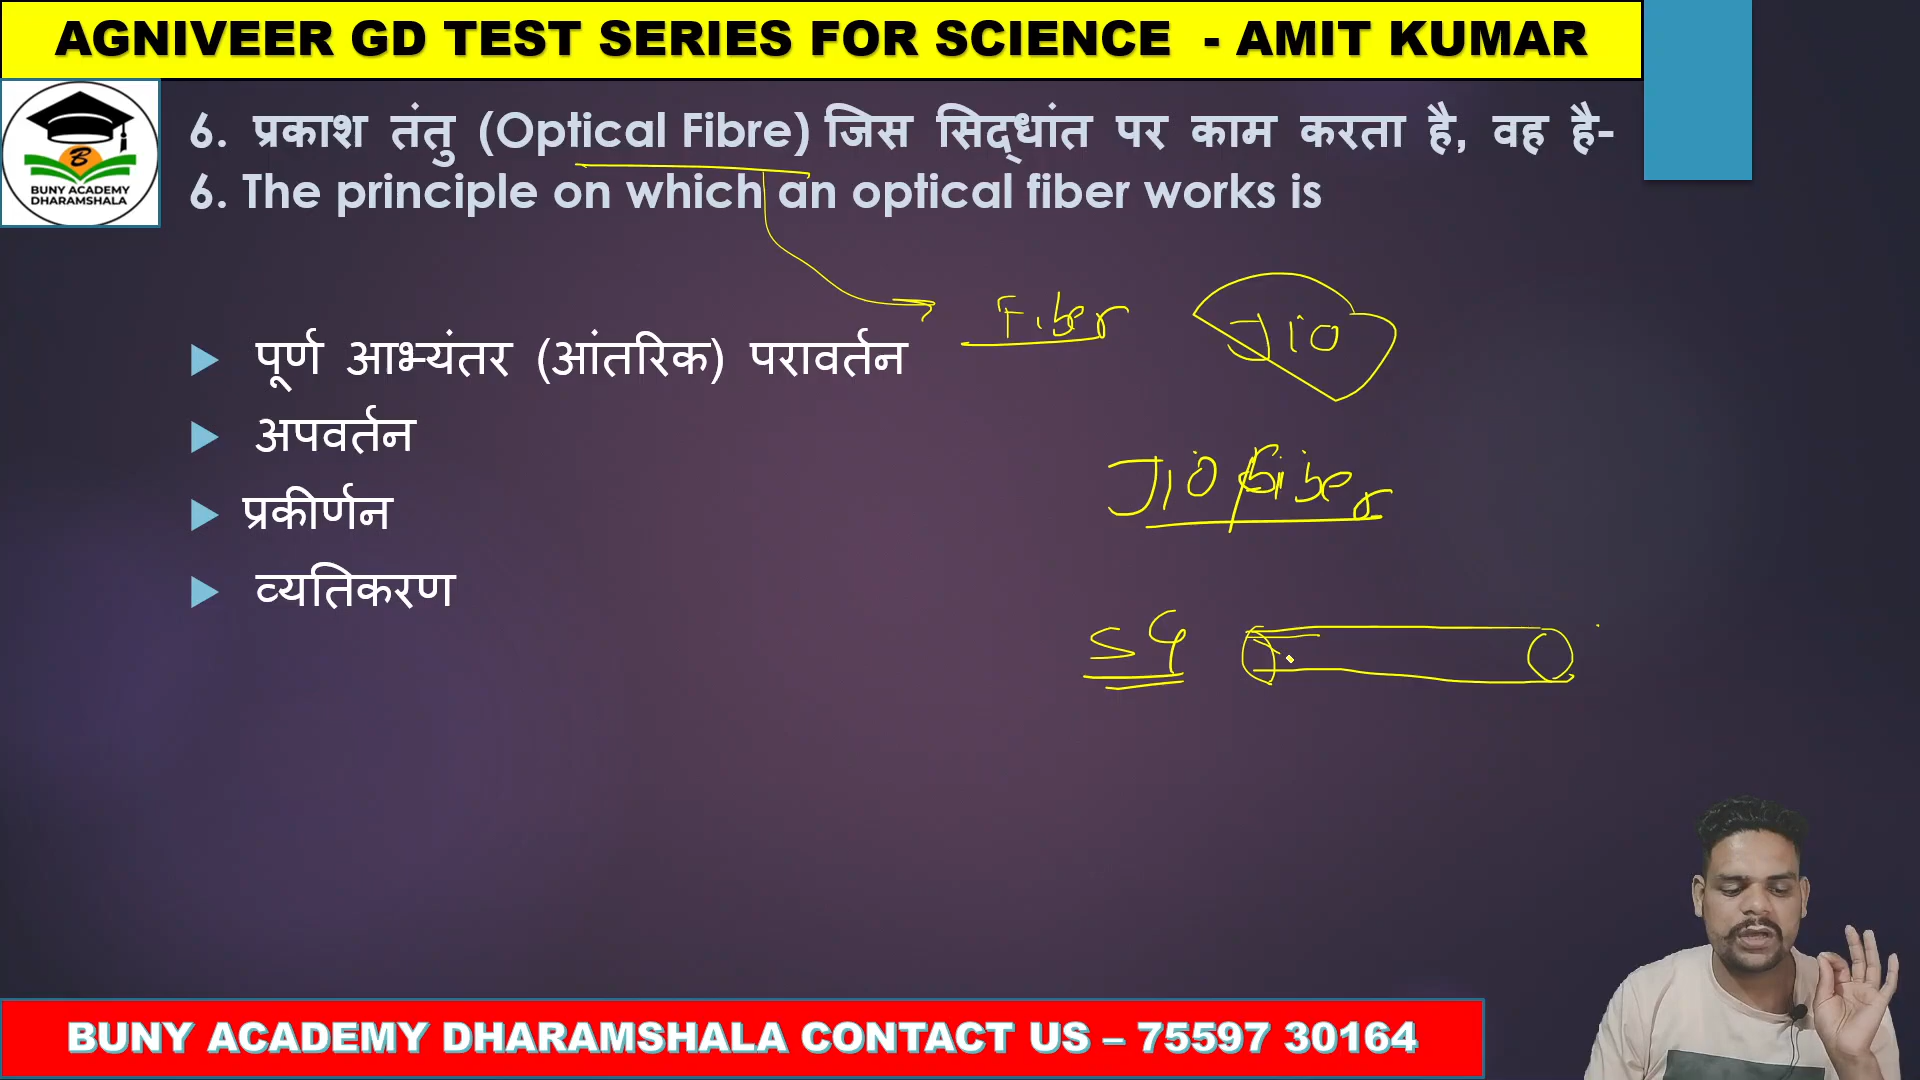 AGNIVEER GD TEST SERIES FOR SCIENCE - AMIT KUMAR
BUNY ACADEMY
DHARAMSHALA
6. प्रकाश तंतु (Optical Fibre) जिस सिद्धांत पर काम करता है, वह है-
6. The principle on which an optical fiber works is
Fiber
JIO
पूर्ण आभ्यंतर (आंतरिक) परावर्तन
अपवर्तन
JIO fiber
प्रकीर्णन
व्यतिकरण
BUNY ACADEMY DHARAMSHALA CONTACT US – 75597 30164